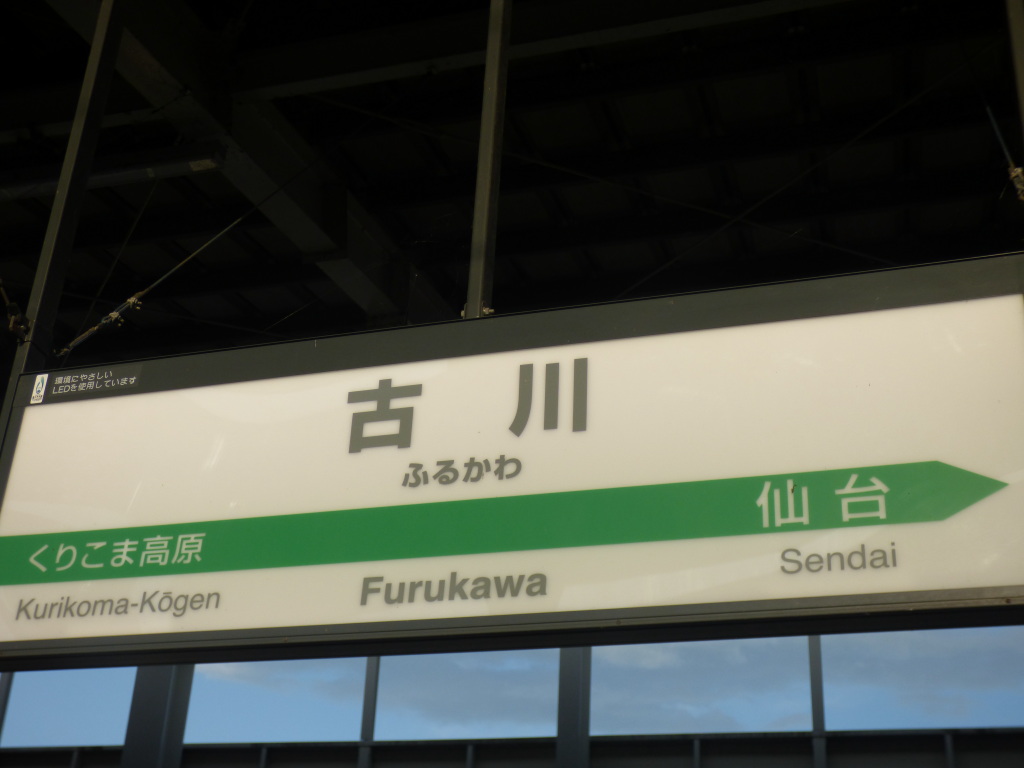 環境にやさしい
LEDを使用しています
古川
ふるかわ
くりこま高原
仙台
Kurikoma-Kōgen
Furukawa
Sendai